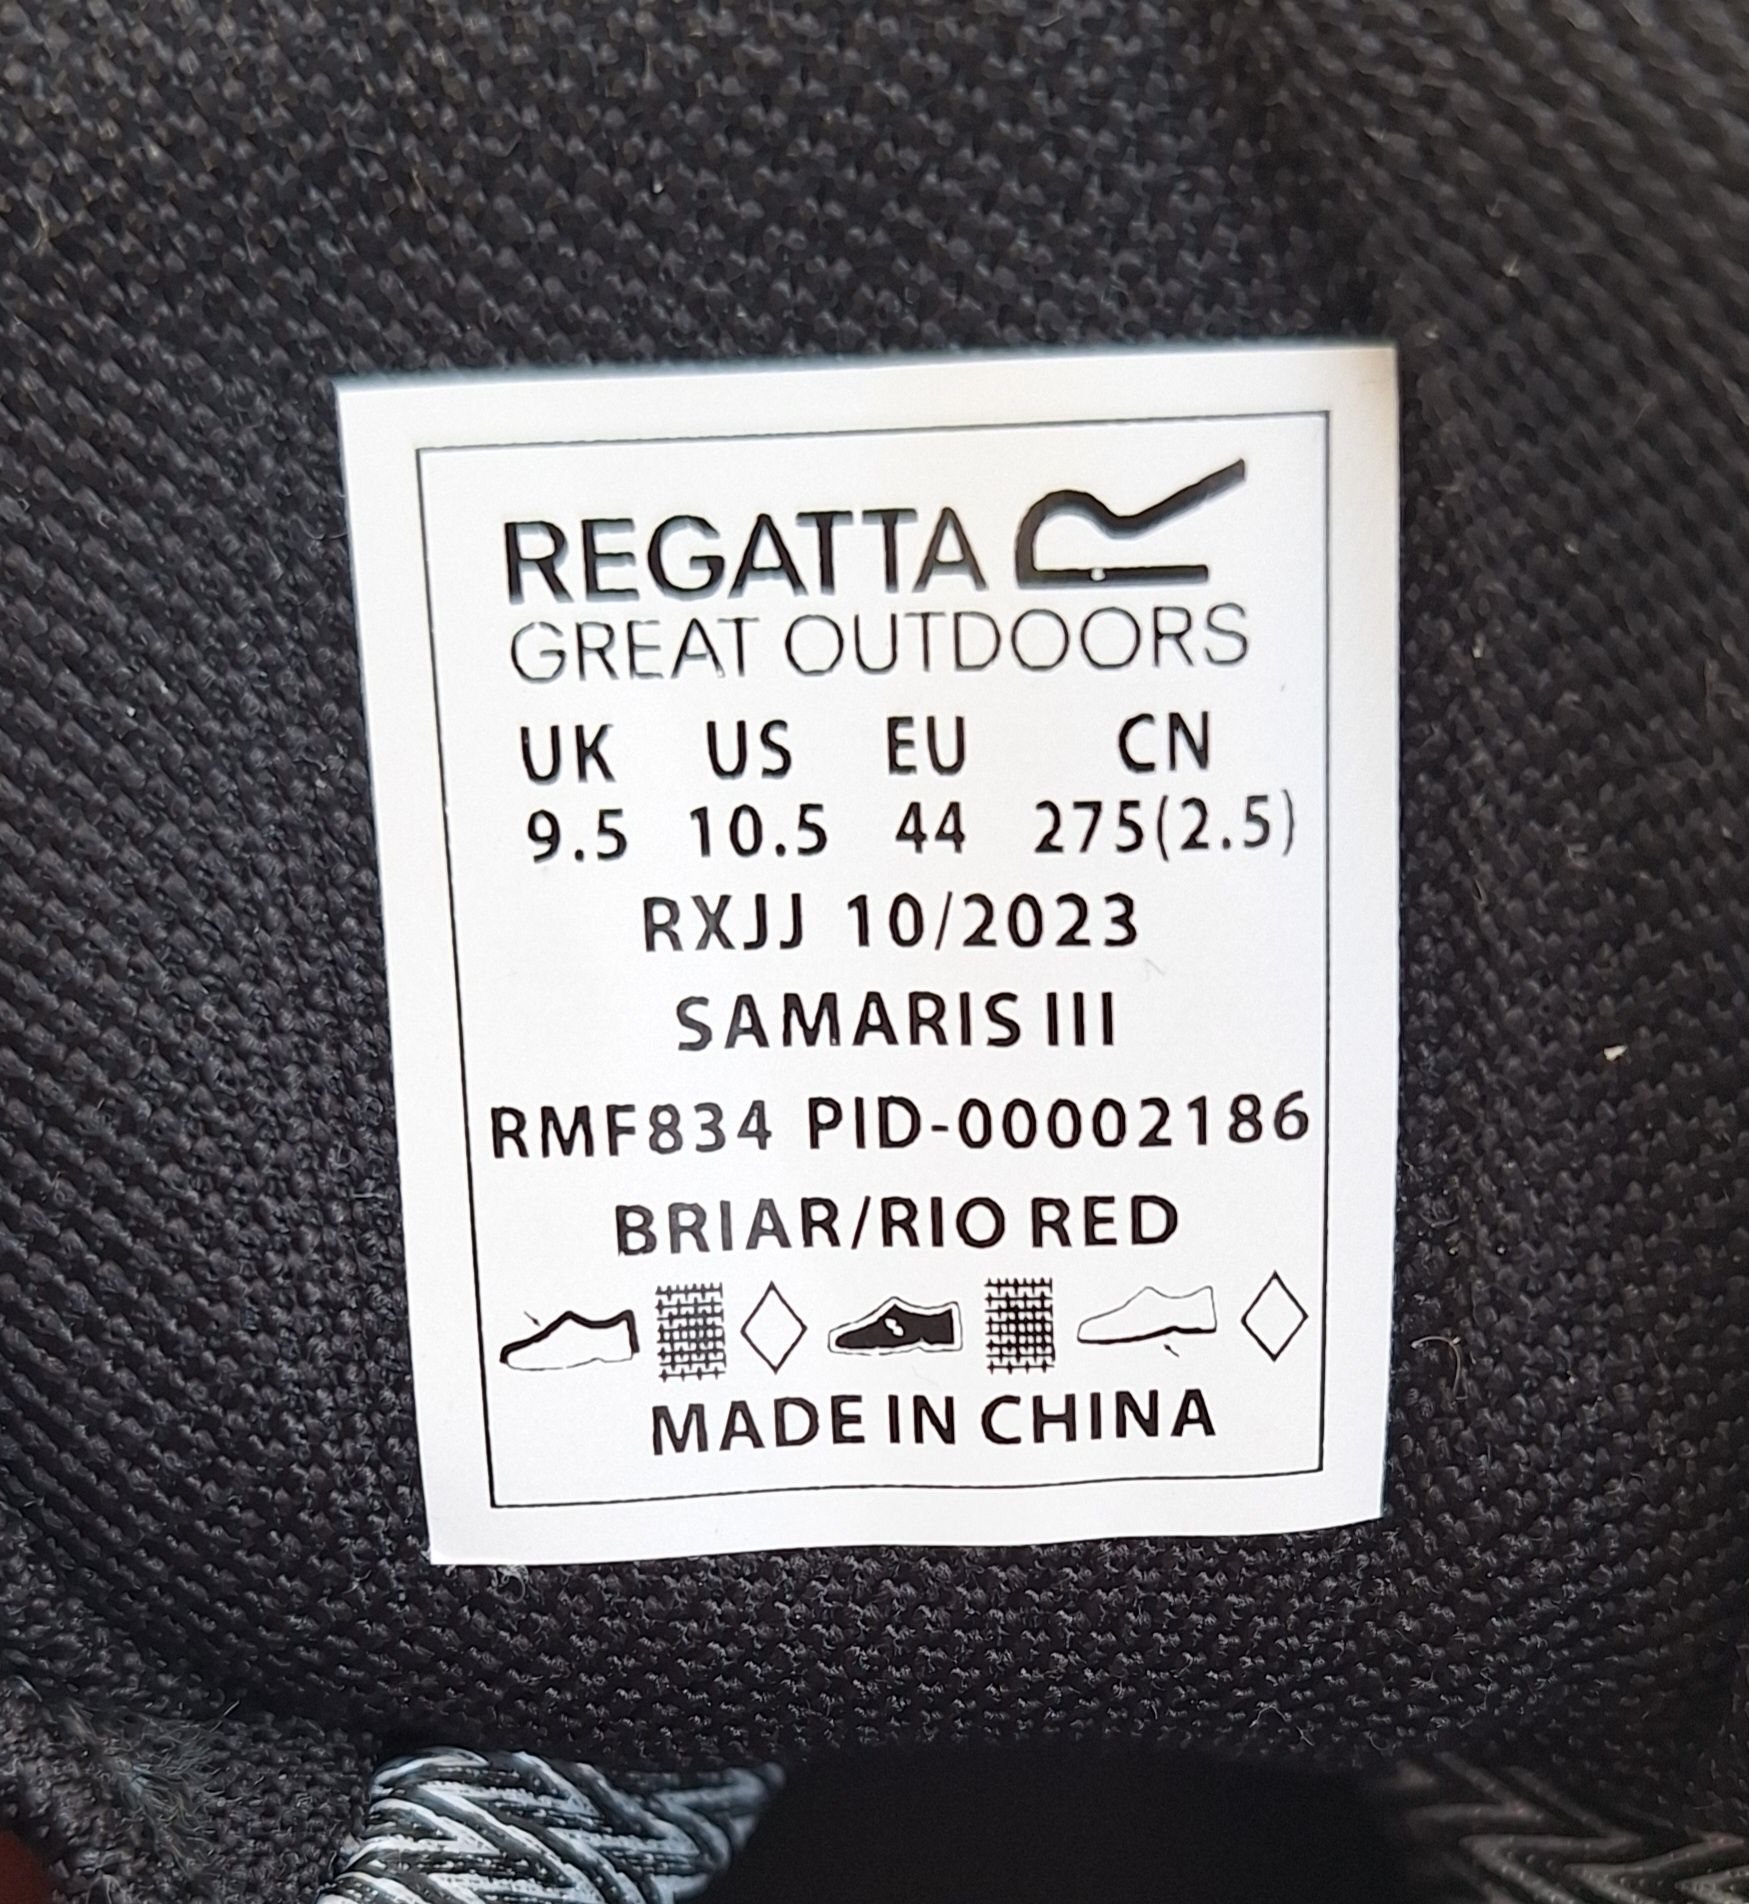 REGATTA
GREAT OUTDOORS
UK US EU CN
9.5 10.5 44 275(2.5)
RXJJ 10/2023
SAMARIS III
RMF834 PID-00002186
BRIAR/RIO RED
MADE IN CHINA